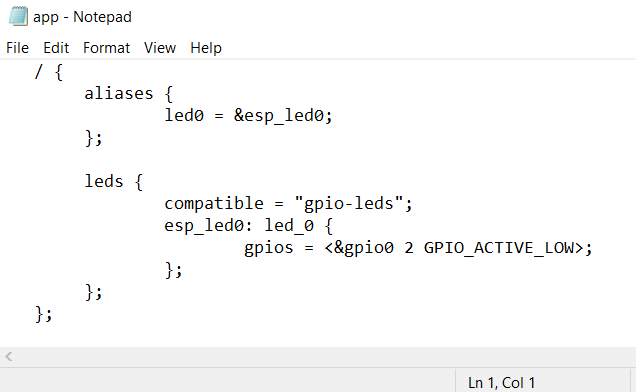 app - Notepad
File Edit Format View Help
/ {
aliases {
led0 = &esp_led0;
};
leds {
compatible = "gpio-leds";
esp_led0: led_0 {
gpios = <&gpio0 2 GPIO_ACTIVE_LOW>;
};
};
};
Ln 1, Col 1